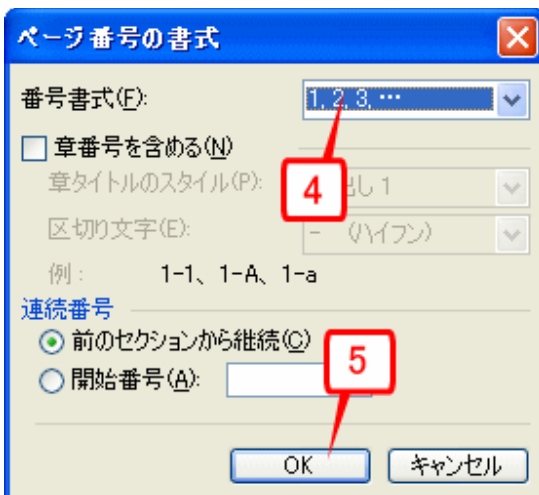 ページ番号の書式
番号書式(F): 1, 2, 3, …
章番号を含める(N)
章タイトルのスタイル(P): 出し 1
4
区切り文字(E): - (ハイフン)
例: 1-1、1-A、1-a
連続番号
前のセクションから継続(C)
開始番号(A):
5
OK キャンセル